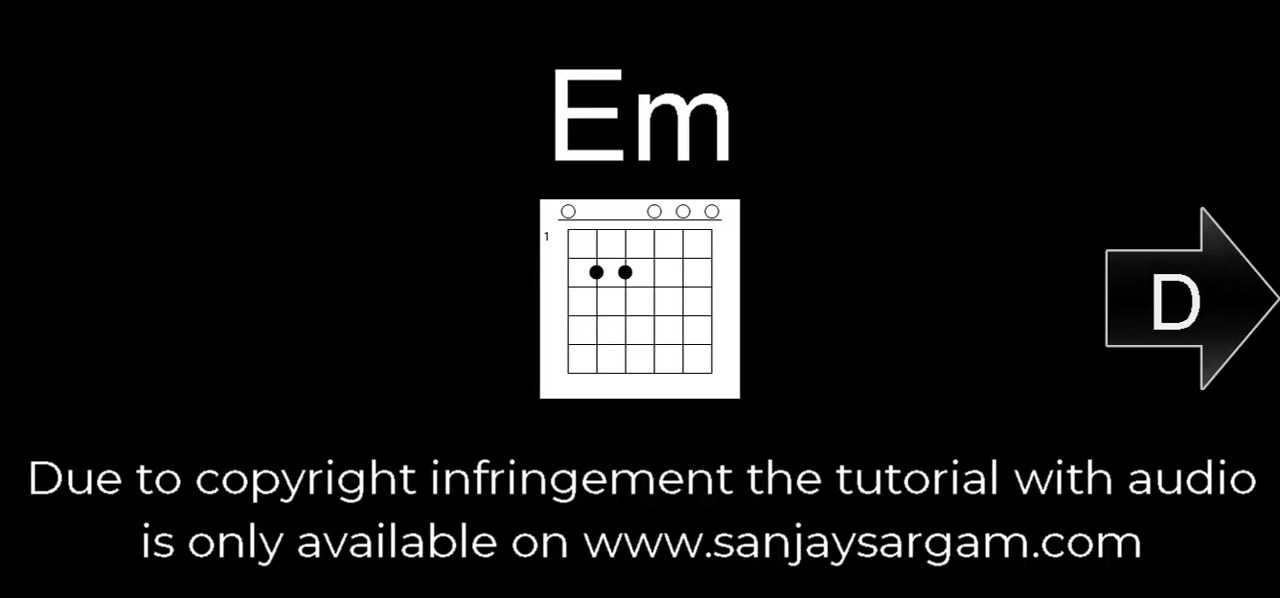 Em
1
D
Due to copyright infringement the tutorial with audio
is only available on www.sanjaysargam.com